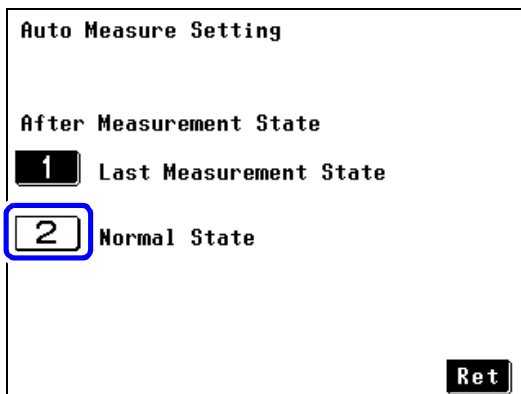 Auto Measure Setting
After Measurement State
1 Last Measurement State
2 Normal State
Ret